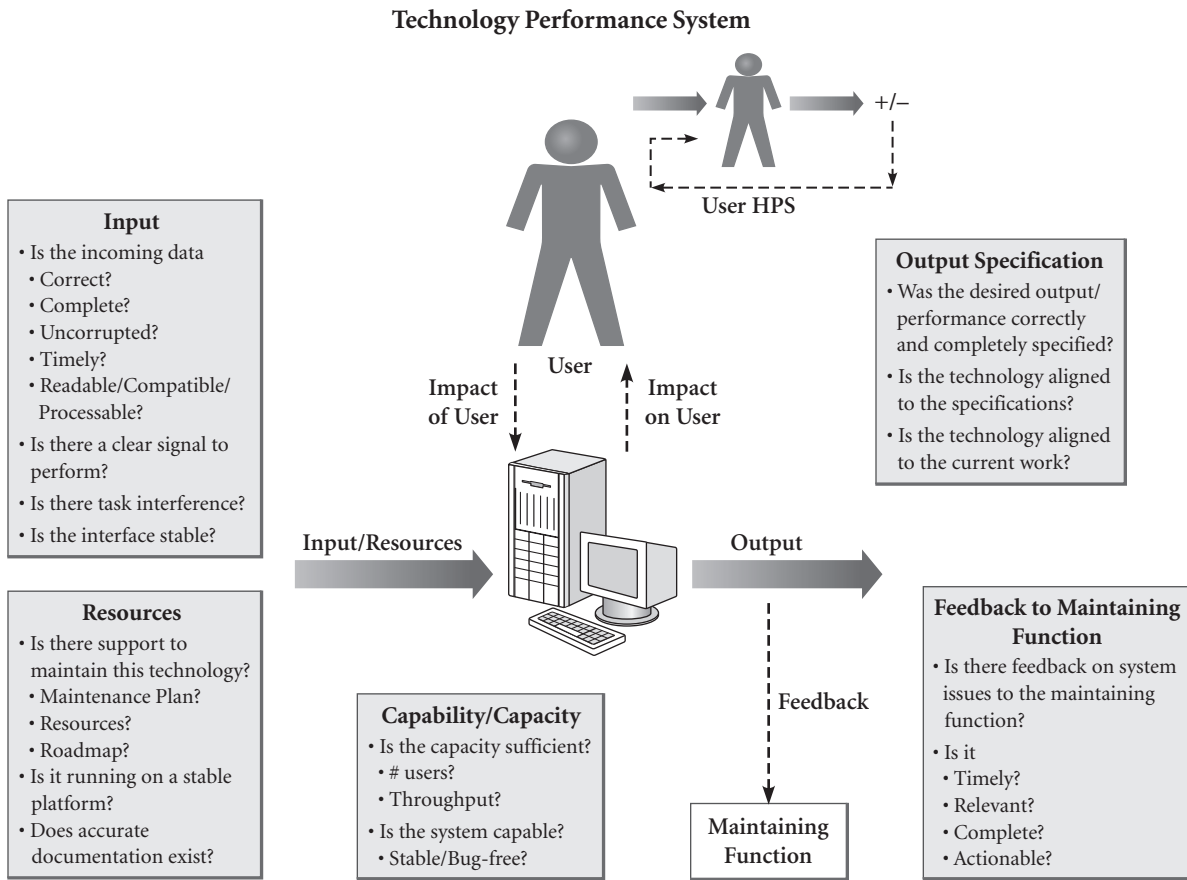 Technology Performance System
+/–
User HPS
Input
• Is the incoming data
• Correct?
• Complete?
• Uncorrupted?
• Timely?
• Readable/Compatible/
Processable?
• Is there a clear signal to
perform?
• Is there task interference?
• Is the interface stable?
User
Impact
of User
Impact
on User
Output Specification
• Was the desired output/
performance correctly
and completely specified?
• Is the technology aligned
to the specifications?
• Is the technology aligned
to the current work?
Input/Resources
Output
Resources
• Is there support to
maintain this technology?
• Maintenance Plan?
• Resources?
• Roadmap?
• Is it running on a stable
platform?
• Does accurate
documentation exist?
Capability/Capacity
• Is the capacity sufficient?
• # users?
• Throughput?
• Is the system capable?
• Stable/Bug-free?
Feedback
Maintaining
Function
Feedback to Maintaining
Function
• Is there feedback on system
issues to the maintaining
function?
• Is it
• Timely?
• Relevant?
• Complete?
• Actionable?